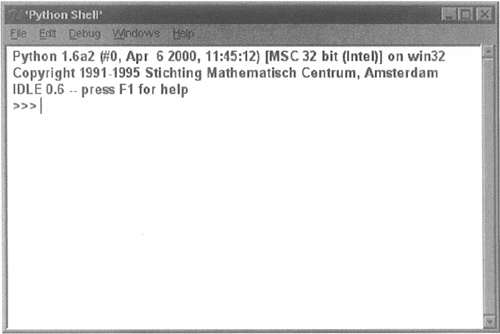 *Python Shell*
File Edit Debug Windows Help
Python 1.6a2 (#0, Apr  6 2000, 11:45:12) [MSC 32 bit (Intel)] on win32
Copyright 1991-1995 Stichting Mathematisch Centrum, Amsterdam
IDLE 0.6 -- press F1 for help
>>>